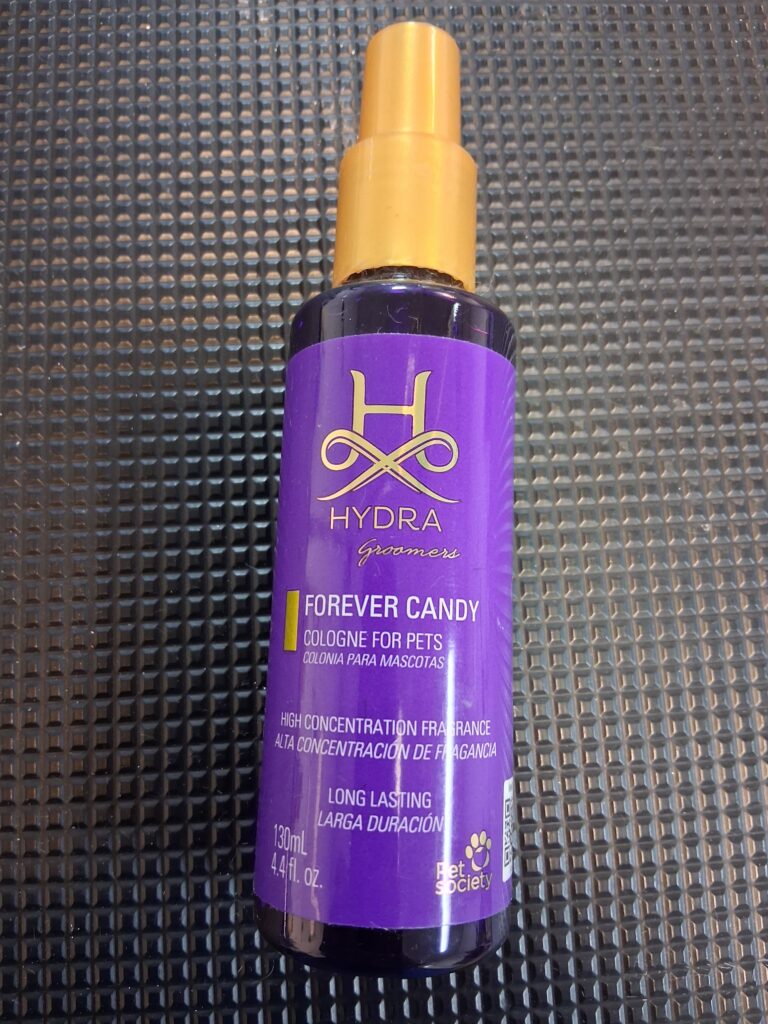 H
HYDRA
Groomers
FOREVER CANDY
COLOGNE FOR PETS
COLONIA PARA MASCOTAS
HIGH CONCENTRATION FRAGRANCE
ALTA CONCENTRACIÓN DE FRAGANCIA
LONG LASTING
LARGA DURACIÓN
130mL
4.4 fl. oz.
Pet
society